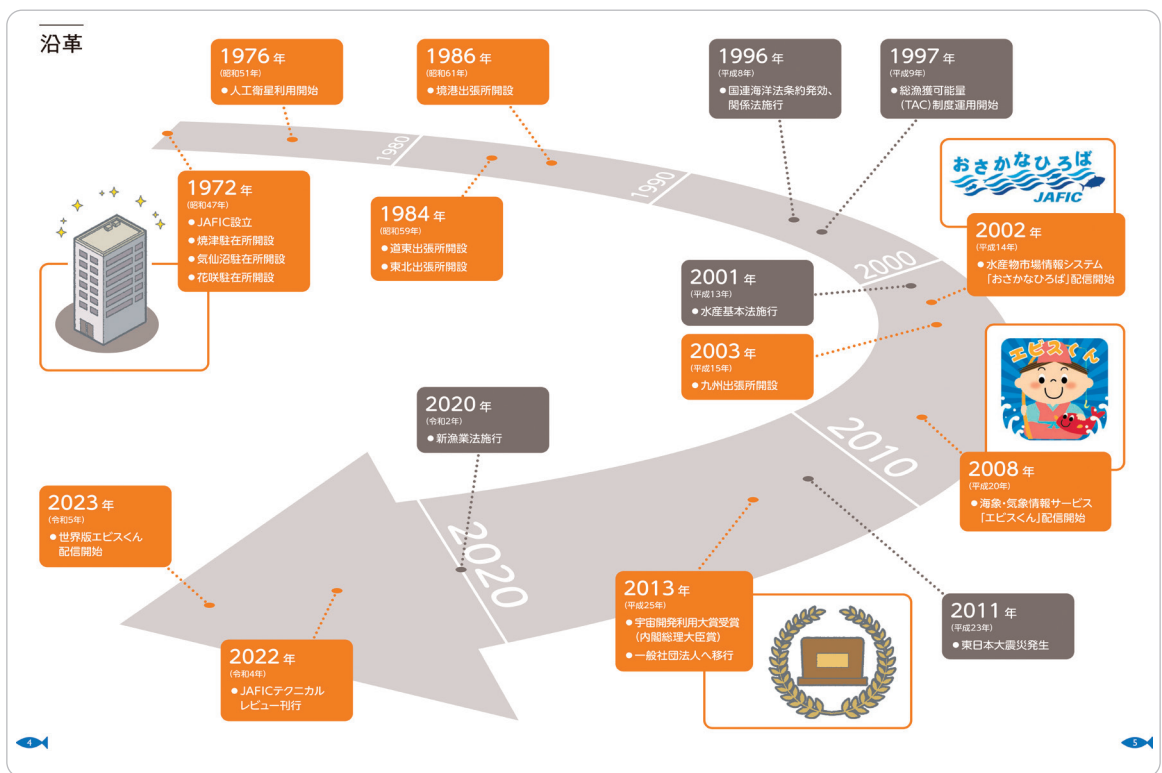 沿革
1972年
(昭和47年)
●JAFIC設立
●焼津駐在所開設
●気仙沼駐在所開設
●花咲駐在所開設
1976年
(昭和51年)
●人工衛星利用開始
1980
1984年
(昭和59年)
●道東出張所開設
●東北出張所開設
1986年
(昭和61年)
●境港出張所開設
1990
1996年
(平成8年)
●国連海洋法条約発効、
関係法施行
1997年
(平成9年)
●総漁獲可能量
(TAC)制度運用開始
2000
2001年
(平成13年)
●水産基本法施行
おさかなひろば
JAFIC
2002年
(平成14年)
●水産物市場情報システム
「おさかなひろば」配信開始
2003年
(平成15年)
●九州出張所開設
エビスくん
2008年
(平成20年)
●海象・気象情報サービス
「エビスくん」配信開始
2010
2011年
(平成23年)
●東日本大震災発生
2013年
(平成25年)
●宇宙開発利用大賞受賞
(内閣総理大臣賞)
●一般社団法人へ移行
2020
2020年
(令和2年)
●新漁業法施行
2022年
(令和4年)
●JAFICテクニカル
レビュー刊行
2023年
(令和5年)
●世界版エビスくん
配信開始
4
5